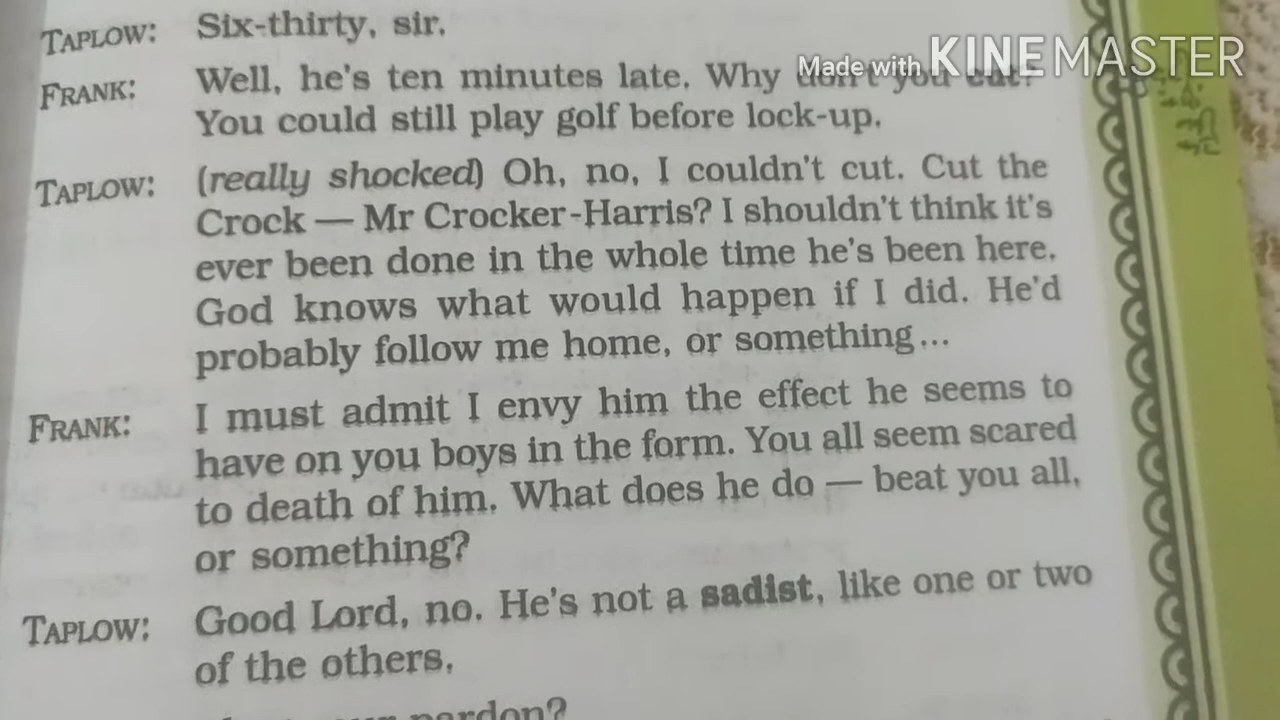 TAPLOW: Six-thirty, sir.
FRANK: Well, he's ten minutes late. Why don't you cut?
You could still play golf before lock-up.
TAPLOW: (really shocked) Oh, no, I couldn't cut. Cut the
Crock — Mr Crocker-Harris? I shouldn't think it's
ever been done in the whole time he's been here.
God knows what would happen if I did. He'd
probably follow me home, or something...
FRANK: I must admit I envy him the effect he seems to
have on you boys in the form. You all seem scared
to death of him. What does he do — beat you all,
or something?
TAPLOW: Good Lord, no. He's not a sadist, like one or two
of the others.
pardon?
Made with KINEMASTER